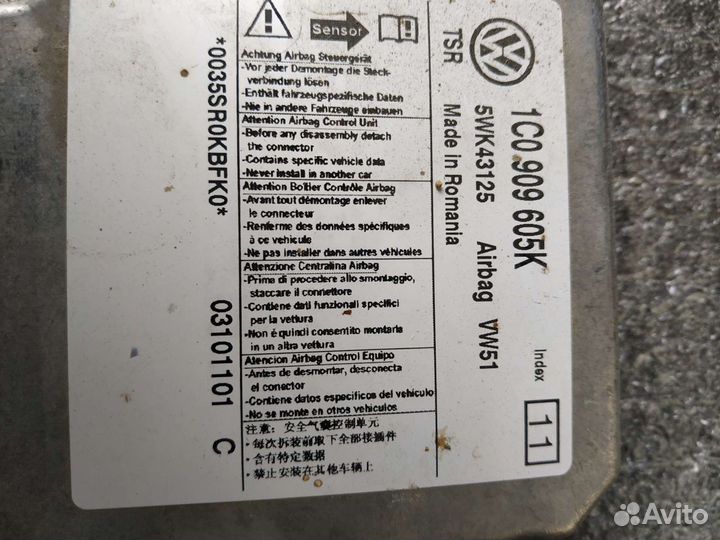 Sensor
Achtung Airbag Steuergerät
-Vor jeder Demontage die Steck-
verbindung lösen
-Enthält fahrzeugspezifische Daten
-Nie in andere Fahrzeuge einbauen
Attention Airbag Control Unit
-Before any disassembly detach
the connector
-Contains specific vehicle data
-Never install in another car
Attention Boîtier Contrôle Airbag
-Avant tout démontage enlever
le connecteur
-Renferme des données spécifiques
à ce vehicule
-Ne pas installer dans autres véhicules
Attenzione Centralina Airbag
-Prima di procedere allo smontaggio,
staccare il connettore
-Contiene dati funzionali specifici
per la vettura
-Non é quindi consentito montarla
in un altra vettura
Atencion Airbag Control Equipo
-Antes de desmontar, desconecta
el conector
-Contiene datos especificos del vehículo
-No se monte en otros vehículos
注意: 安全气囊控制单元
·每次拆装前取下全部接插件
·含有特定数据
·禁止安装在其他车辆上
1C0 909 605K
Index 11
5WK43125 Airbag VW51
TSR Made in Romania
*0035SR0KBFK0* 03101101 C
Avito